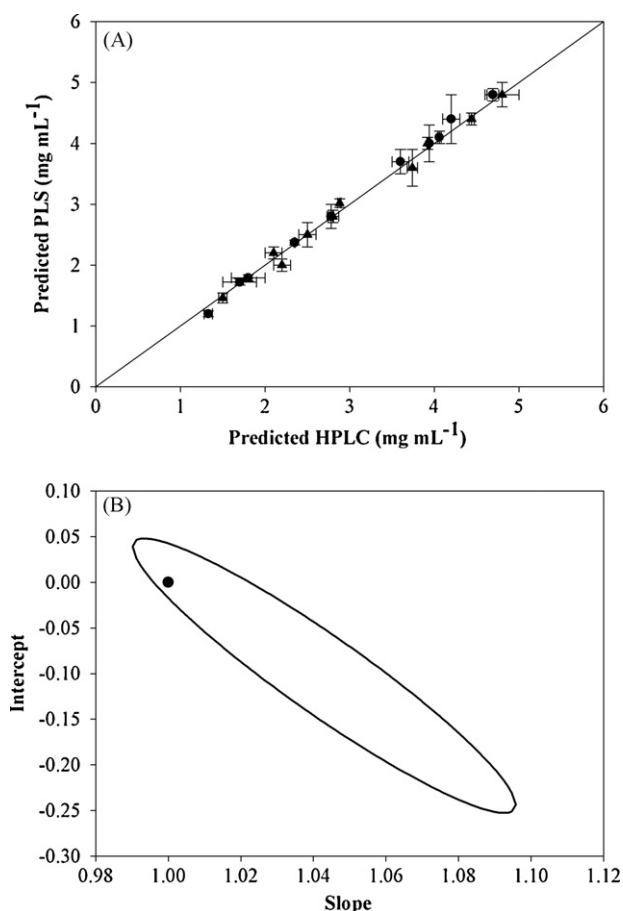 (A)
6
5
4
3
2
1
0
Predicted PLS (mg mL⁻¹)
0 1 2 3 4 5 6
Predicted HPLC (mg mL⁻¹)
(B)
0.10
0.05
0.00
-0.05
-0.10
-0.15
-0.20
-0.25
-0.30
Intercept
0.98 1.00 1.02 1.04 1.06 1.08 1.10 1.12
Slope